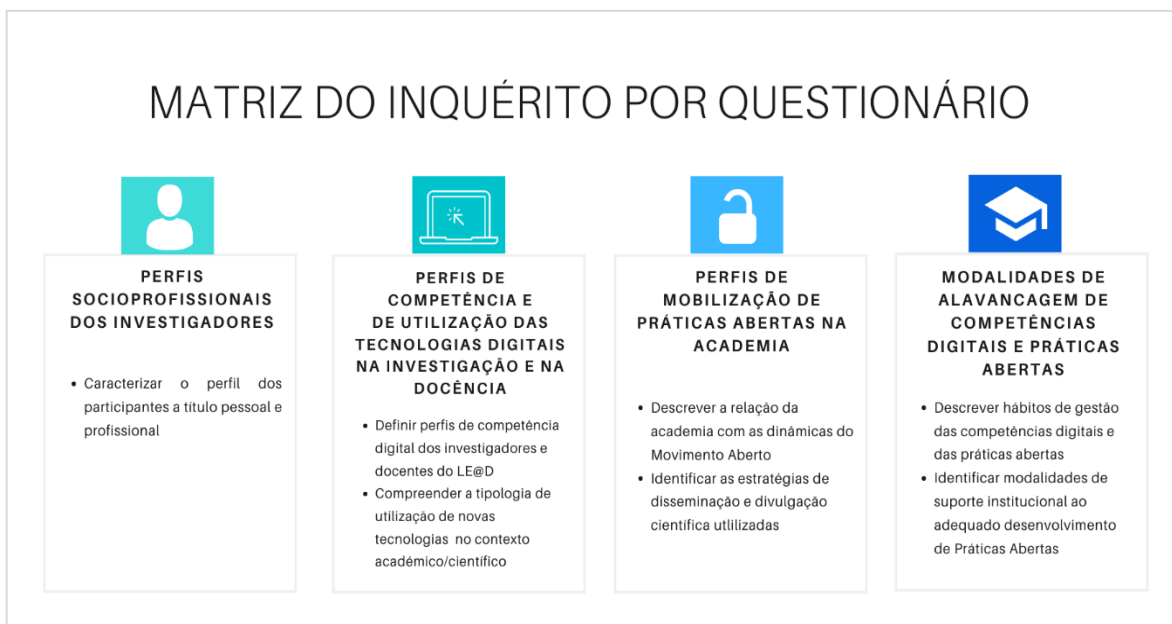 MATRIZ DO INQUÉRITO POR QUESTIONÁRIO
PERFIS
SOCIOPROFISSIONAIS
DOS INVESTIGADORES
• Caracterizar o perfil dos
participantes a título pessoal e
profissional
PERFIS DE
COMPETÊNCIA E
DE UTILIZAÇÃO DAS
TECNOLOGIAS DIGITAIS
NA INVESTIGAÇÃO E NA
DOCÊNCIA
• Definir perfis de competência
digital dos investigadores e
docentes do LE@D
• Compreender a tipologia de
utilização de novas
tecnologias no contexto
académico/científico
PERFIS DE
MOBILIZAÇÃO DE
PRÁTICAS ABERTAS NA
ACADEMIA
• Descrever a relação da
academia com as dinâmicas do
Movimento Aberto
• Identificar as estratégias de
disseminação e divulgação
científica utlilizadas
MODALIDADES DE
ALAVANCAGEM DE
COMPETÊNCIAS
DIGITAIS E PRÁTICAS
ABERTAS
• Descrever hábitos de gestão
das competências digitais e
das práticas abertas
• Identificar modalidades de
suporte institucional ao
adequado desenvolvimento
de Práticas Abertas